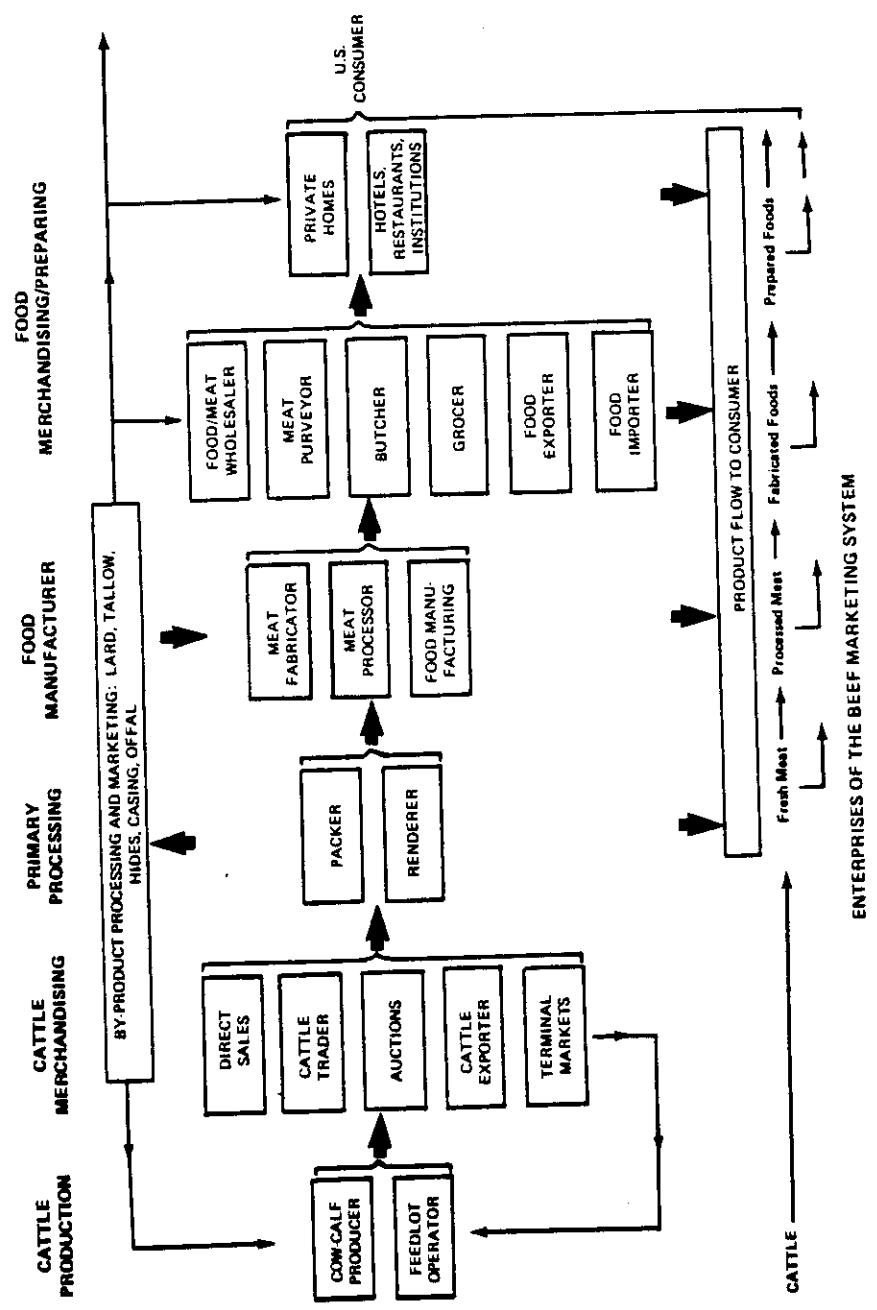 CATTLE
PRODUCTION
CATTLE
MERCHANDISING
PRIMARY
PROCESSING
FOOD
MANUFACTURER
FOOD
MERCHANDISING/PREPARING
BY-PRODUCT PROCESSING AND MARKETING: LARD, TALLOW,
HIDES, CASING, OFFAL
COW-CALF
PRODUCER
FEEDLOT
OPERATOR
DIRECT
SALES
CATTLE
TRADER
AUCTIONS
CATTLE
EXPORTER
TERMINAL
MARKETS
PACKER
RENDERER
MEAT
FABRICATOR
MEAT
PROCESSOR
FOOD MANU-
FACTURING
FOOD/MEAT
WHOLESALER
MEAT
PURVEYOR
BUTCHER
GROCER
FOOD
EXPORTER
FOOD
IMPORTER
PRIVATE
HOMES
HOTELS,
RESTAURANTS,
INSTITUTIONS
U.S.
CONSUMER
PRODUCT FLOW TO CONSUMER
CATTLE
Fresh Meat
Processed Meat
Fabricated Foods
Prepared Foods
ENTERPRISES OF THE BEEF MARKETING SYSTEM